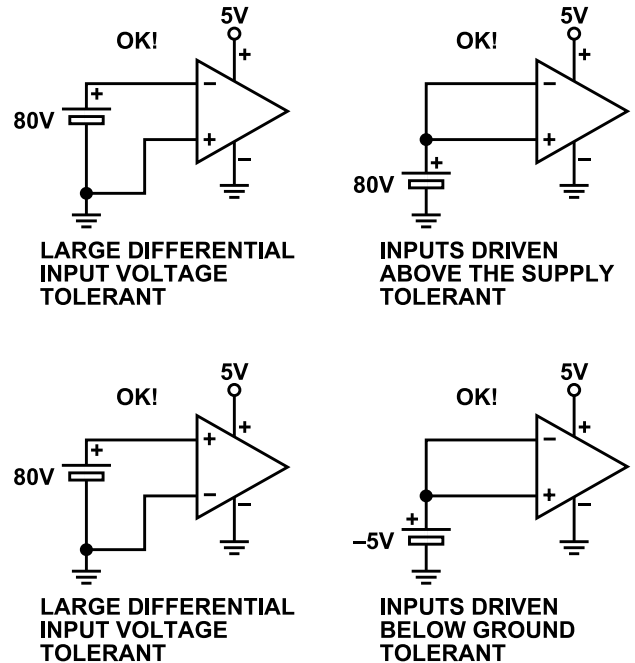 5V
OK!
+
+
−
80V
+
−
LARGE DIFFERENTIAL
INPUT VOLTAGE
TOLERANT
5V
OK!
+
−
+
+
−
80V
INPUTS DRIVEN
ABOVE THE SUPPLY
TOLERANT
5V
OK!
+
+
+
80V
−
−
LARGE DIFFERENTIAL
INPUT VOLTAGE
TOLERANT
5V
OK!
+
−
+
+
−
–5V
INPUTS DRIVEN
BELOW GROUND
TOLERANT